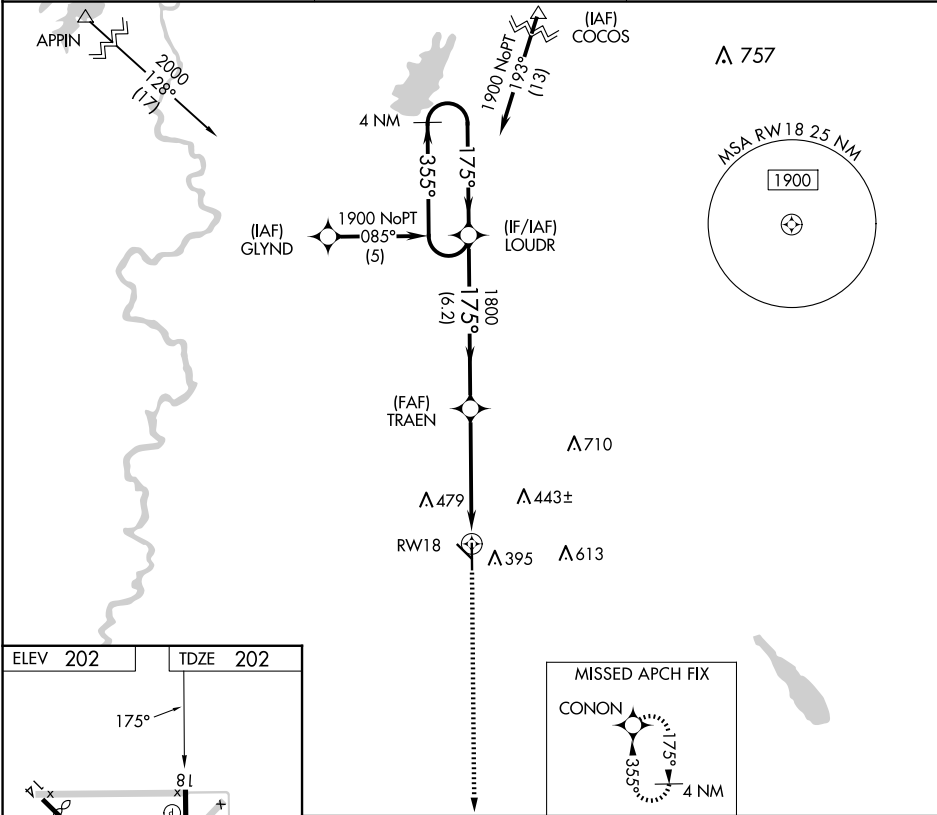 APPIN
2000
128°
(17)
(IAF)
COCOS
1900 NoPT
193°
(13)
757
4 NM
355°
175°
MSA RW18 25 NM
1900
(IAF)
GLYND
1900 NoPT
085°
(5)
(IF/IAF)
LOUDR
1800
175°
(6.2)
(FAF)
TRAEN
710
479
443±
RW18
395
613
ELEV 202
TDZE 202
175°
14
18
x
x
P
MISSED APCH FIX
CONON
175°
355°
4 NM